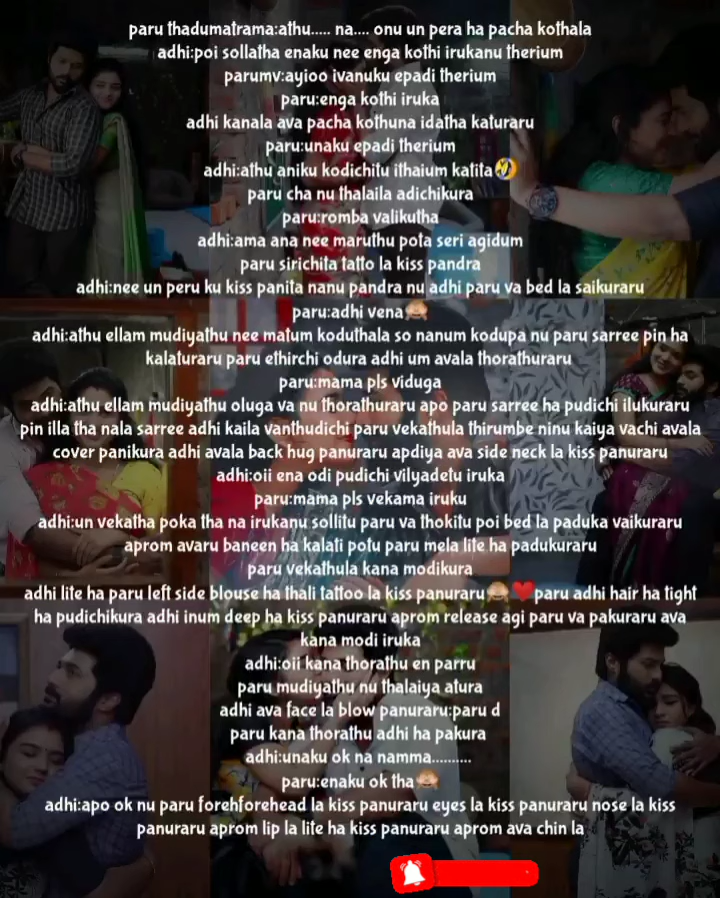 paru thadumatrama:athu..... na.... onu un pera ha pacha kothala
adhi:poi sollatha enaku nee enga kothi irukanu therium
parumv:ayioo ivanuku epadi therium
paru:enga kothi iruka
adhi kanala ava pacha kothuna idatha katuraru
paru:unaku epadi therium
adhi:athu aniku kodichitu ithaium katita🤣
paru cha nu thalaila adichikura
paru:romba valikutha
adhi:ama ana nee maruthu pota seri agidum
paru sirichita tatto la kiss pandra
adhi:nee un peru ku kiss panita nanu pandra nu adhi paru va bed la saikuraru
paru:adhi vena🙈
adhi:athu ellam mudiyathu nee matum koduthala so nanum kodupa nu paru sarree pin ha
kalaturaru paru ethirchi odura adhi um avala thorathuraru
paru:mama pls viduga
adhi:athu ellam mudiyathu oluga va nu thorathuraru apo paru sarree ha pudichi ilukuraru
pin illa tha nala sarree adhi kaila vanthudichi paru vekathula thirumbe ninu kaiya vachi avala
cover panikura adhi avala back hug panuraru apdiya ava side neck la kiss panuraru
adhi:oii ena odi pudichi vilyadetu iruka
paru:mama pls vekama iruku
adhi:un vekatha poka tha na irukanu sollitu paru va thokitu poi bed la paduka vaikuraru
aprom avaru baneen ha kalati potu paru mela lite ha padukuraru
paru vekathula kana modikura
adhi lite ha paru left side blouse ha thali tattoo la kiss panuraru🙈❤️paru adhi hair ha tight
ha pudichikura adhi inum deep ha kiss panuraru aprom release agi paru va pakuraru ava
kana modi iruka
adhi:oii kana thorathu en parru
paru mudiyathu nu thalaiya atura
adhi ava face la blow panuraru:paru d
paru kana thorathu adhi ha pakura
adhi:unaku ok na namma..........
paru:enaku ok tha🙈
adhi:apo ok nu paru forehforehead la kiss panuraru eyes la kiss panuraru nose la kiss
panuraru aprom lip la lite ha kiss panuraru aprom ava chin la